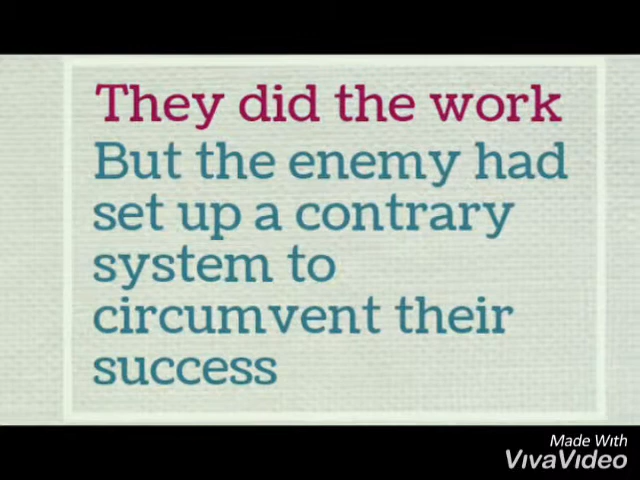 They did the work
But the enemy had
set up a contrary
system to
circumvent their
success
Made With
VivaVideo